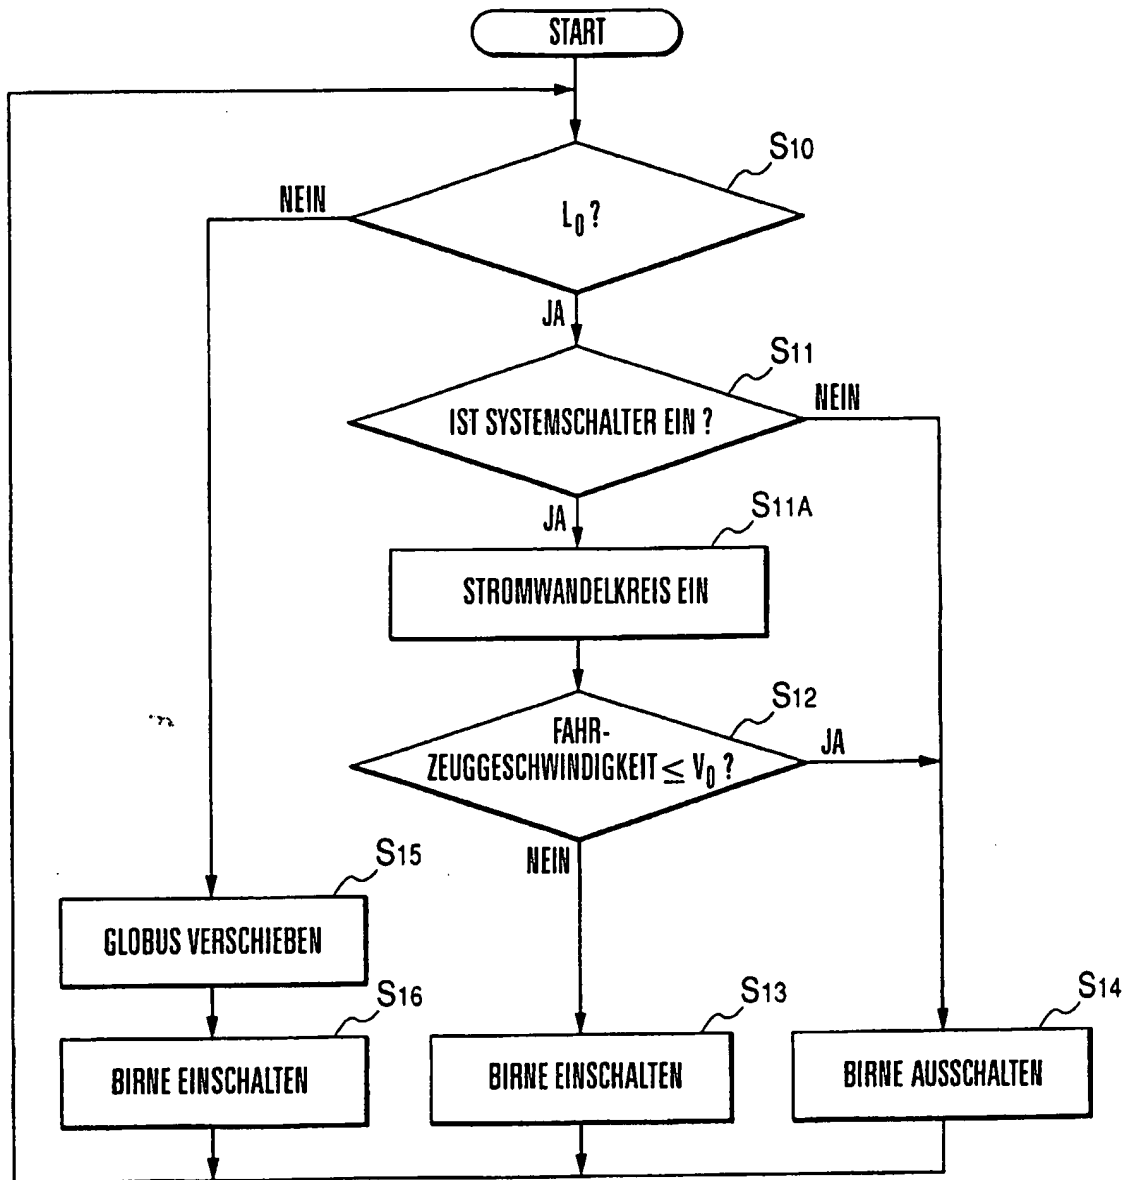 START
S10
NEIN
L0 ?
JA
S11
NEIN
IST SYSTEMSCHALTER EIN ?
JA
S11A
STROMWANDELKREIS EIN
S12
FAHR-
ZEUGGESCHWINDIGKEIT ≤ V0 ?
JA
NEIN
S15
GLOBUS VERSCHIEBEN
S16
BIRNE EINSCHALTEN
S13
BIRNE EINSCHALTEN
S14
BIRNE AUSSCHALTEN